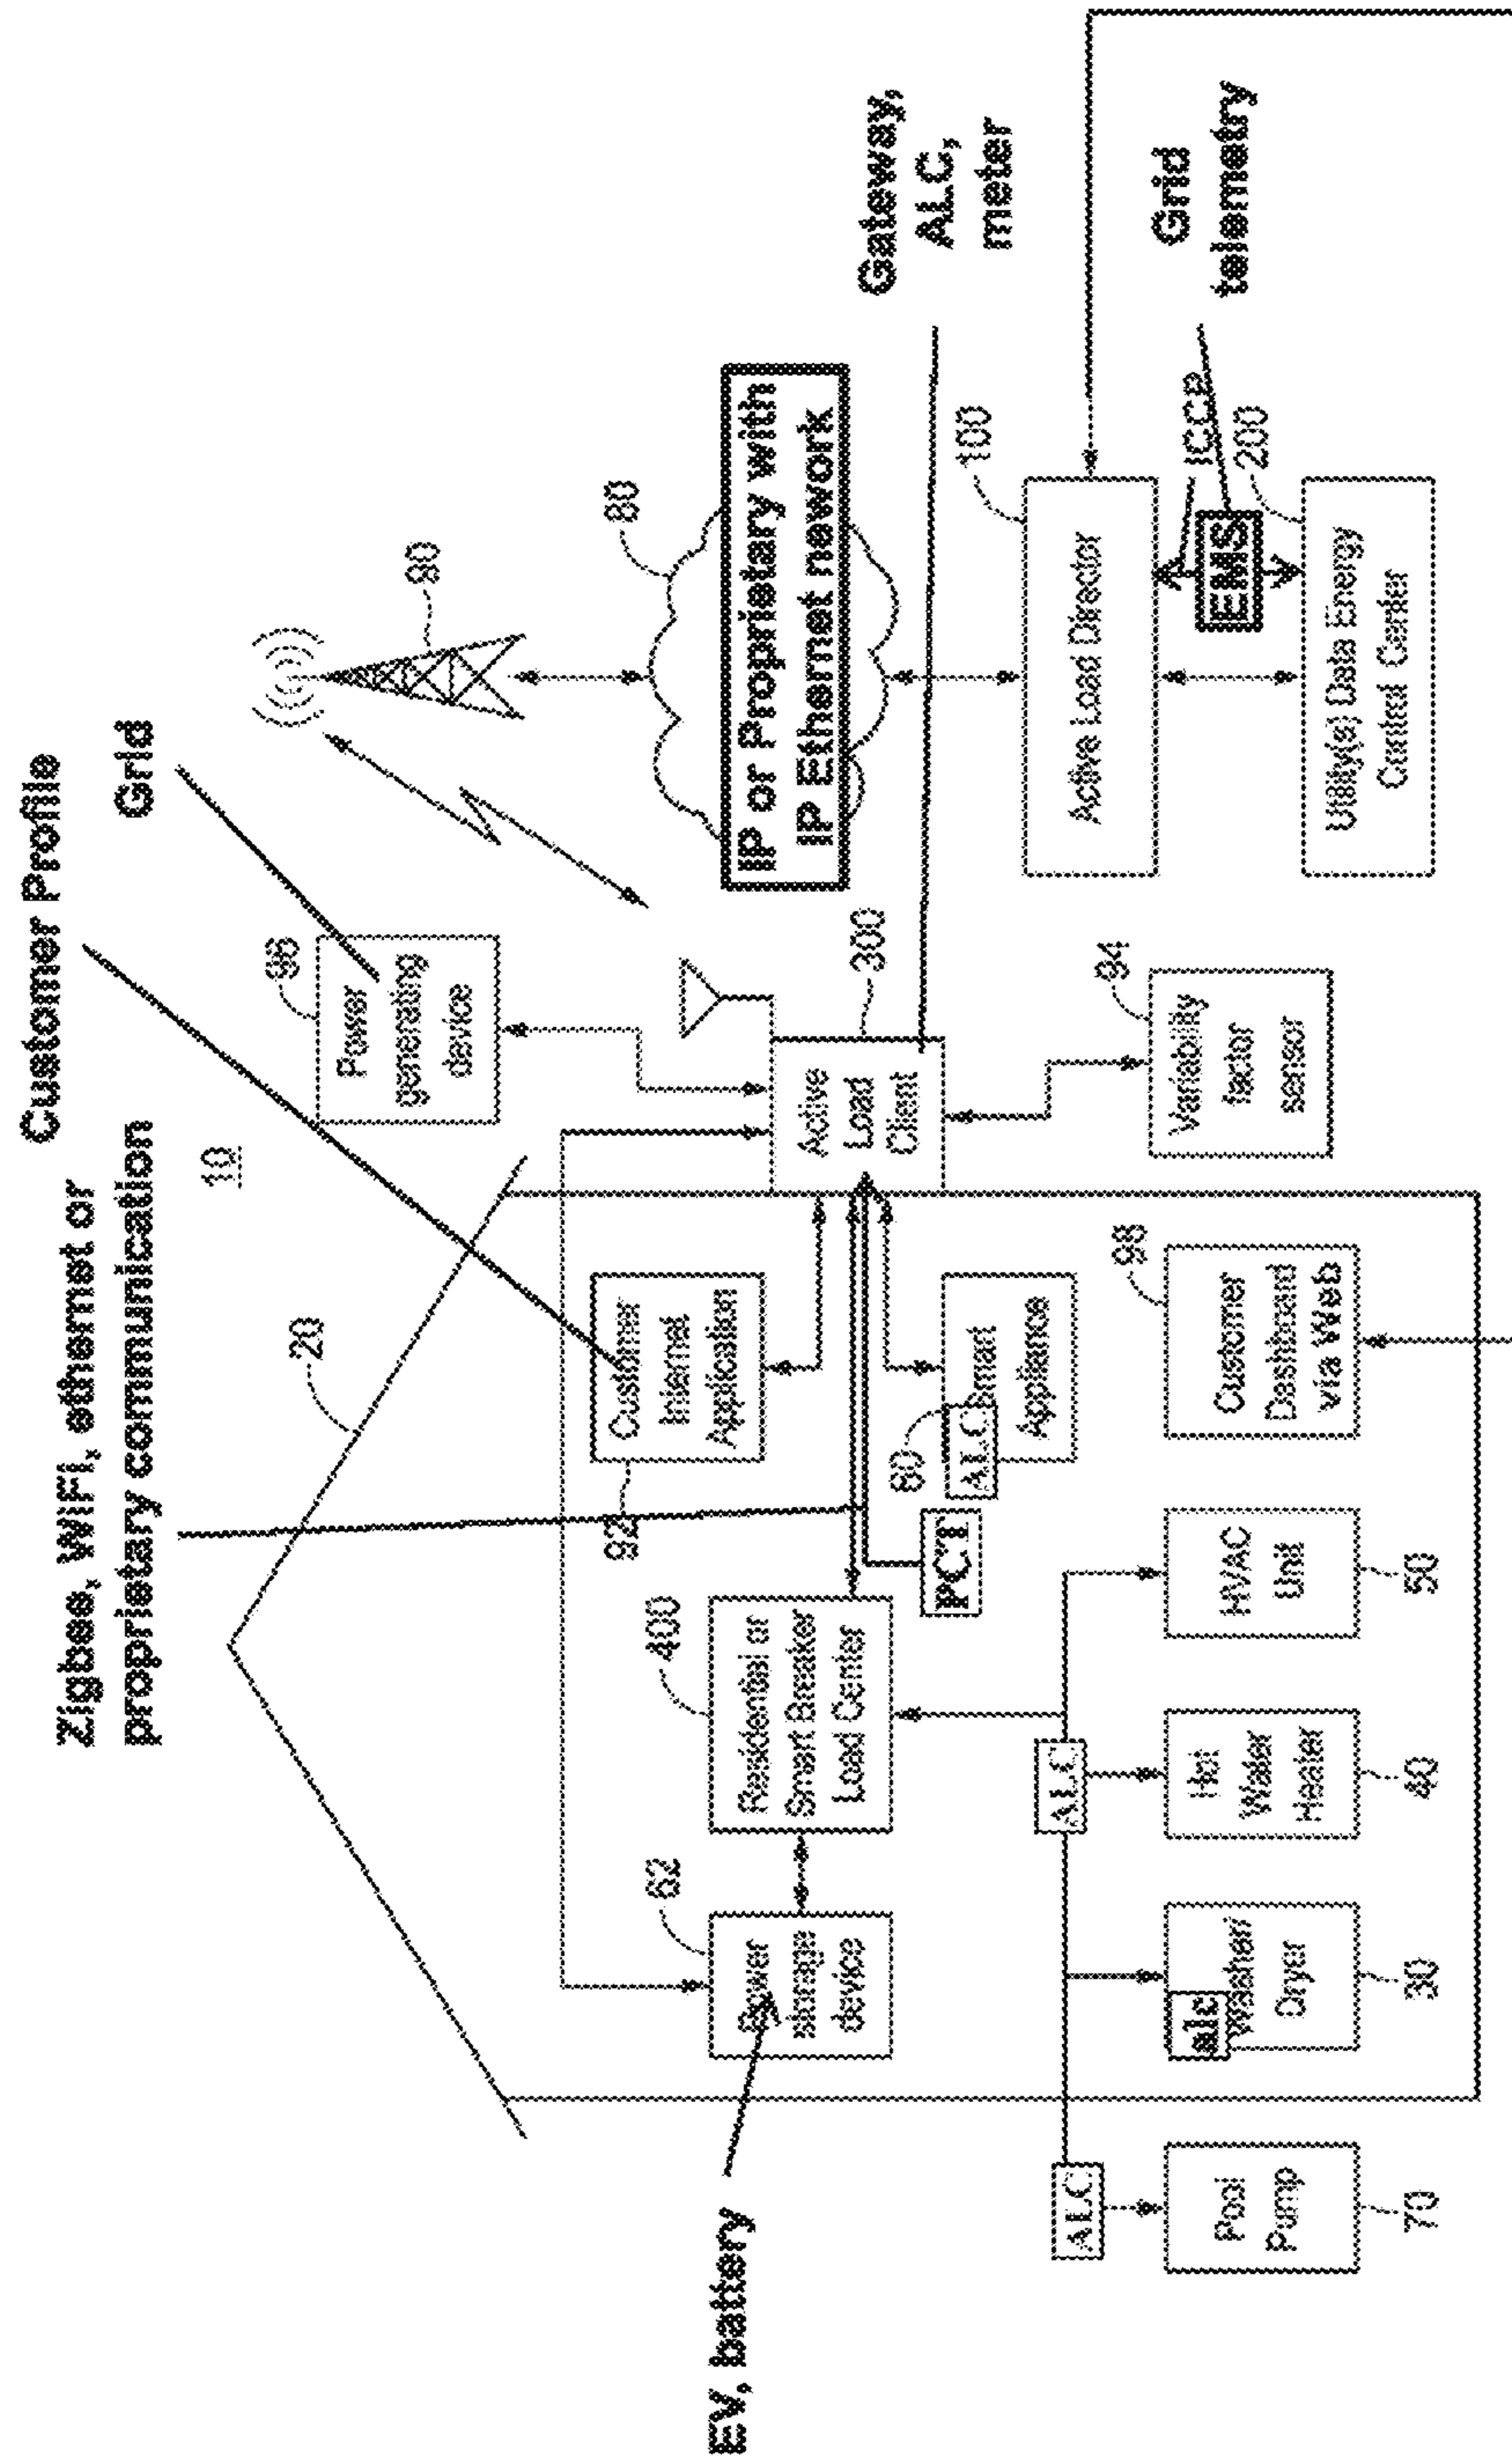 Customer Profile
Grid
Zigbee, WiFi, ethernet or
proprietary communication
10
20
96
Power
generating
device
90
80
IP or Proprietary with
IP Ethernet nework
Gateway,
ALC,
meter
Grid
telemetry
100
Active Load Director
ICCP
EMS
200
Utility(s) Data Energy
Control Center
300
Active
Load
Client
94
Variability
factor
sensor
92
Customer
Internet
Application
60
ALC
Smart
Appliance
PCT
98
Customer
Dashboard
via Web
400
Residential or
Smart Breaker
Load Center
62
Power
storage
device
EV, battery
ALC
HVAC
Unit
50
Hot
Water
Heater
40
alc
Washer/
Dryer
30
ALC
Pool
Pump
70